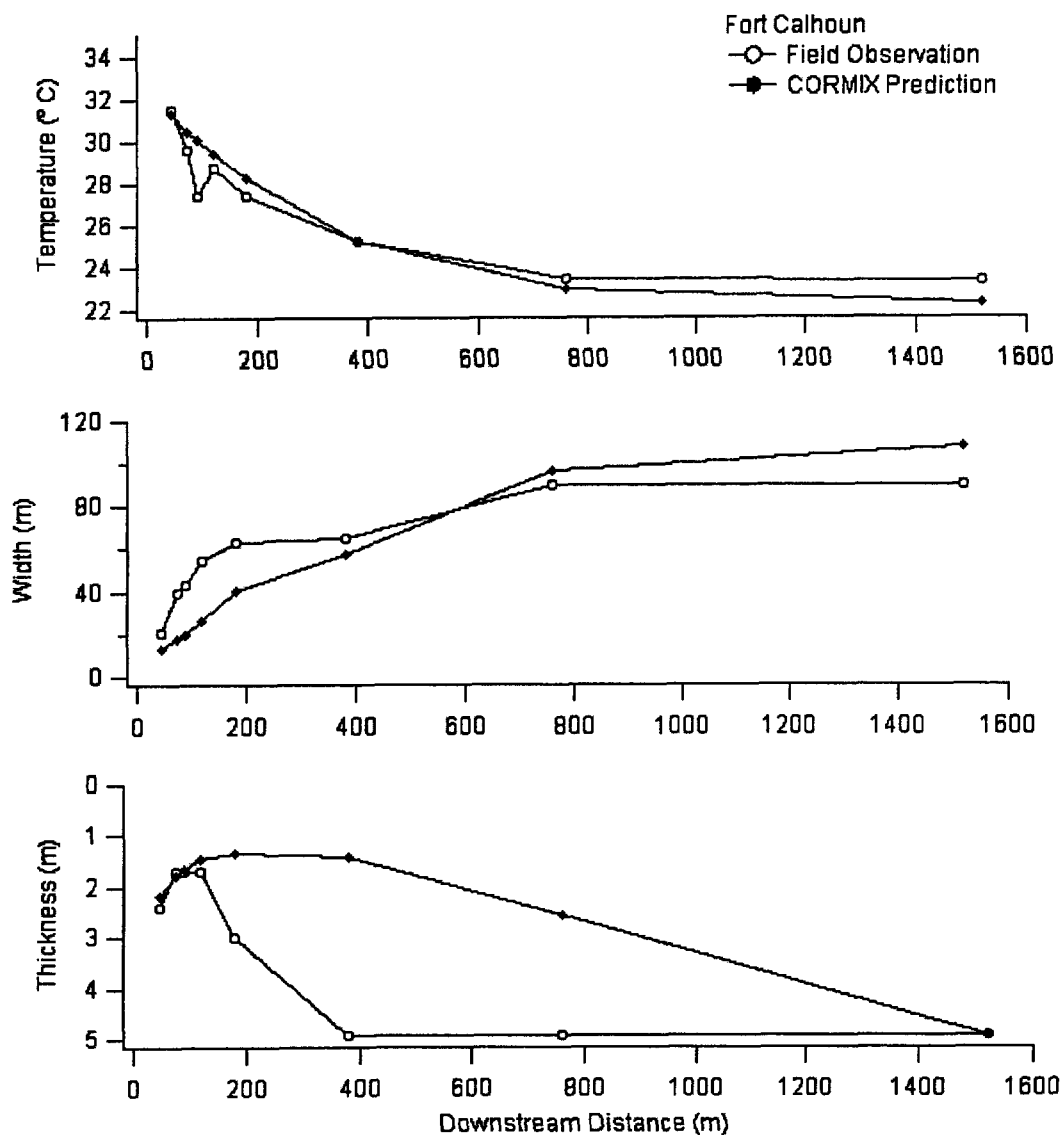 Fort Calhoun
Field Observation
CORMIX Prediction
Temperature (º C)
34
32
30
28
26
24
22
0 200 400 600 800 1000 1200 1400 1600
Width (m)
120
80
40
0
0 200 400 600 800 1000 1200 1400 1600
Thickness (m)
0
1
2
3
4
5
0 200 400 600 800 1000 1200 1400 1600
Downstream Distance (m)